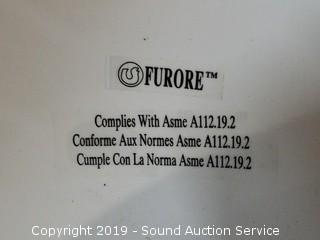 FURORE™
Complies With Asme A112.19.2
Conforme Aux Normes Asme A112.19.2
Cumple Con La Norma Asme A112.19.2
Copyright 2019 - Sound Auction Service